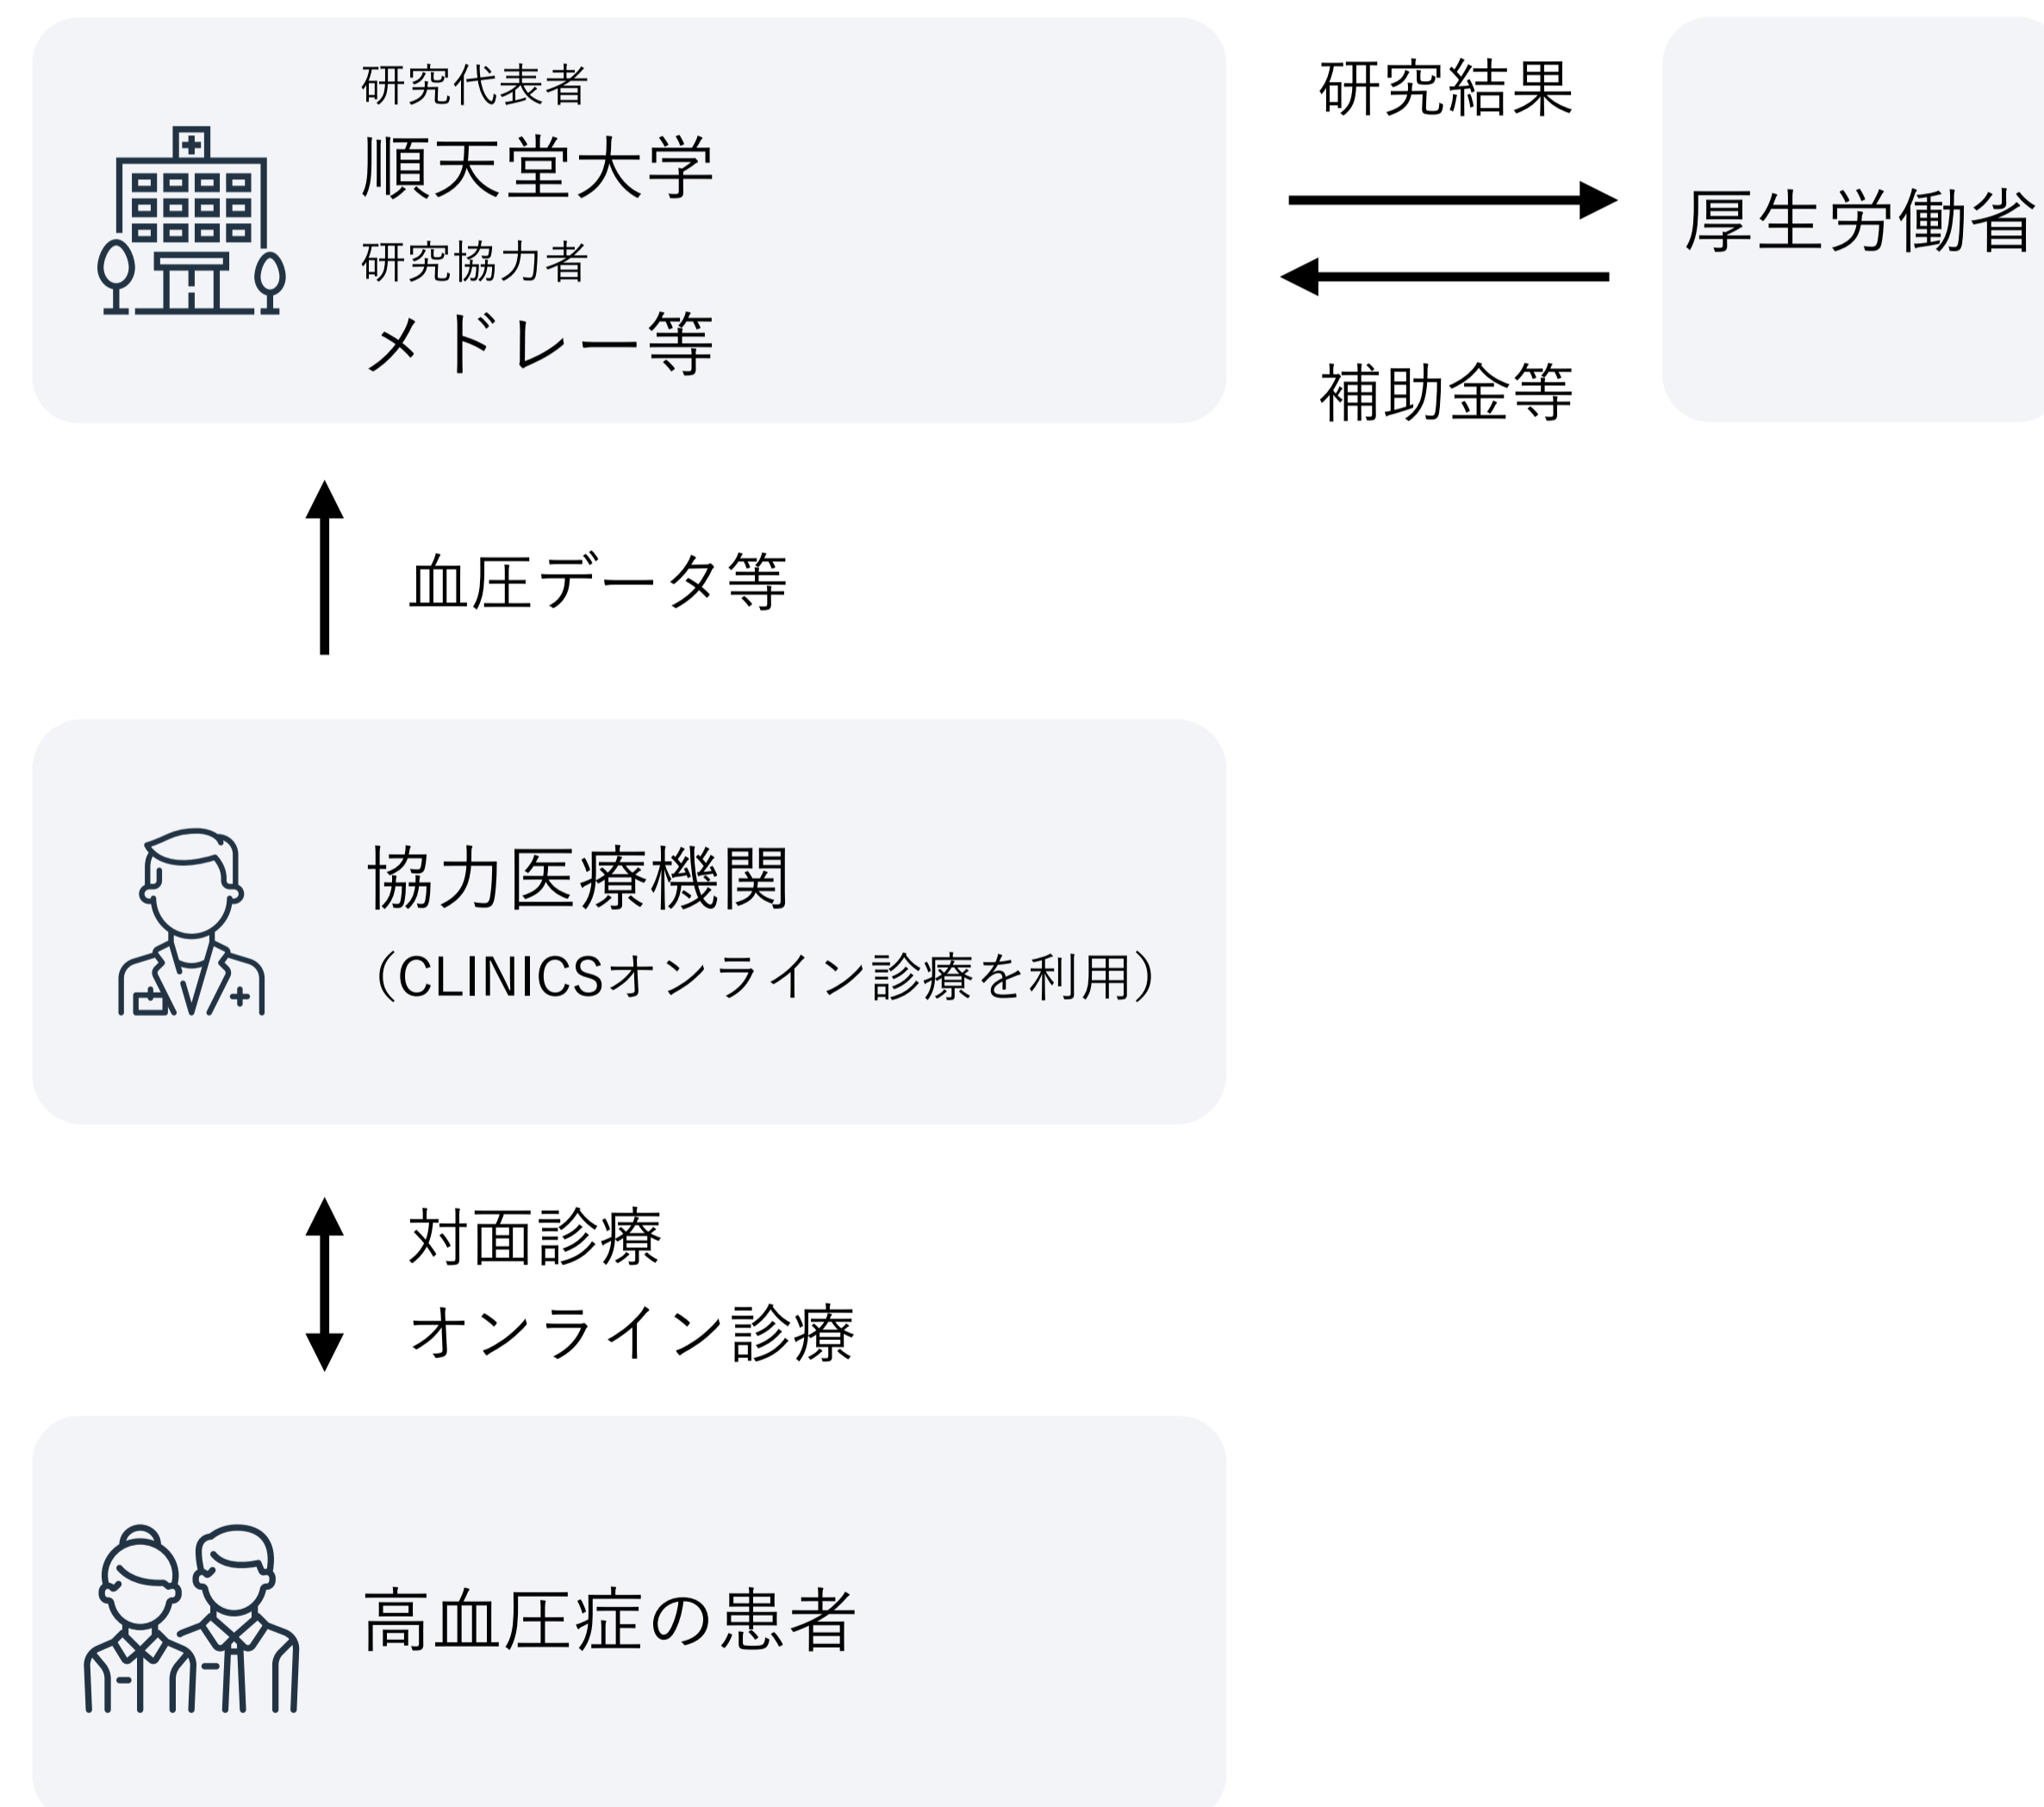 研究代表者
順天堂大学
研究協力者
メドレー等
研究結果
補助金等
厚生労働省
血圧データ等
協力医療機関
（CLINICSオンライン診療を利用）
対面診療
オンライン診療
高血圧症の患者